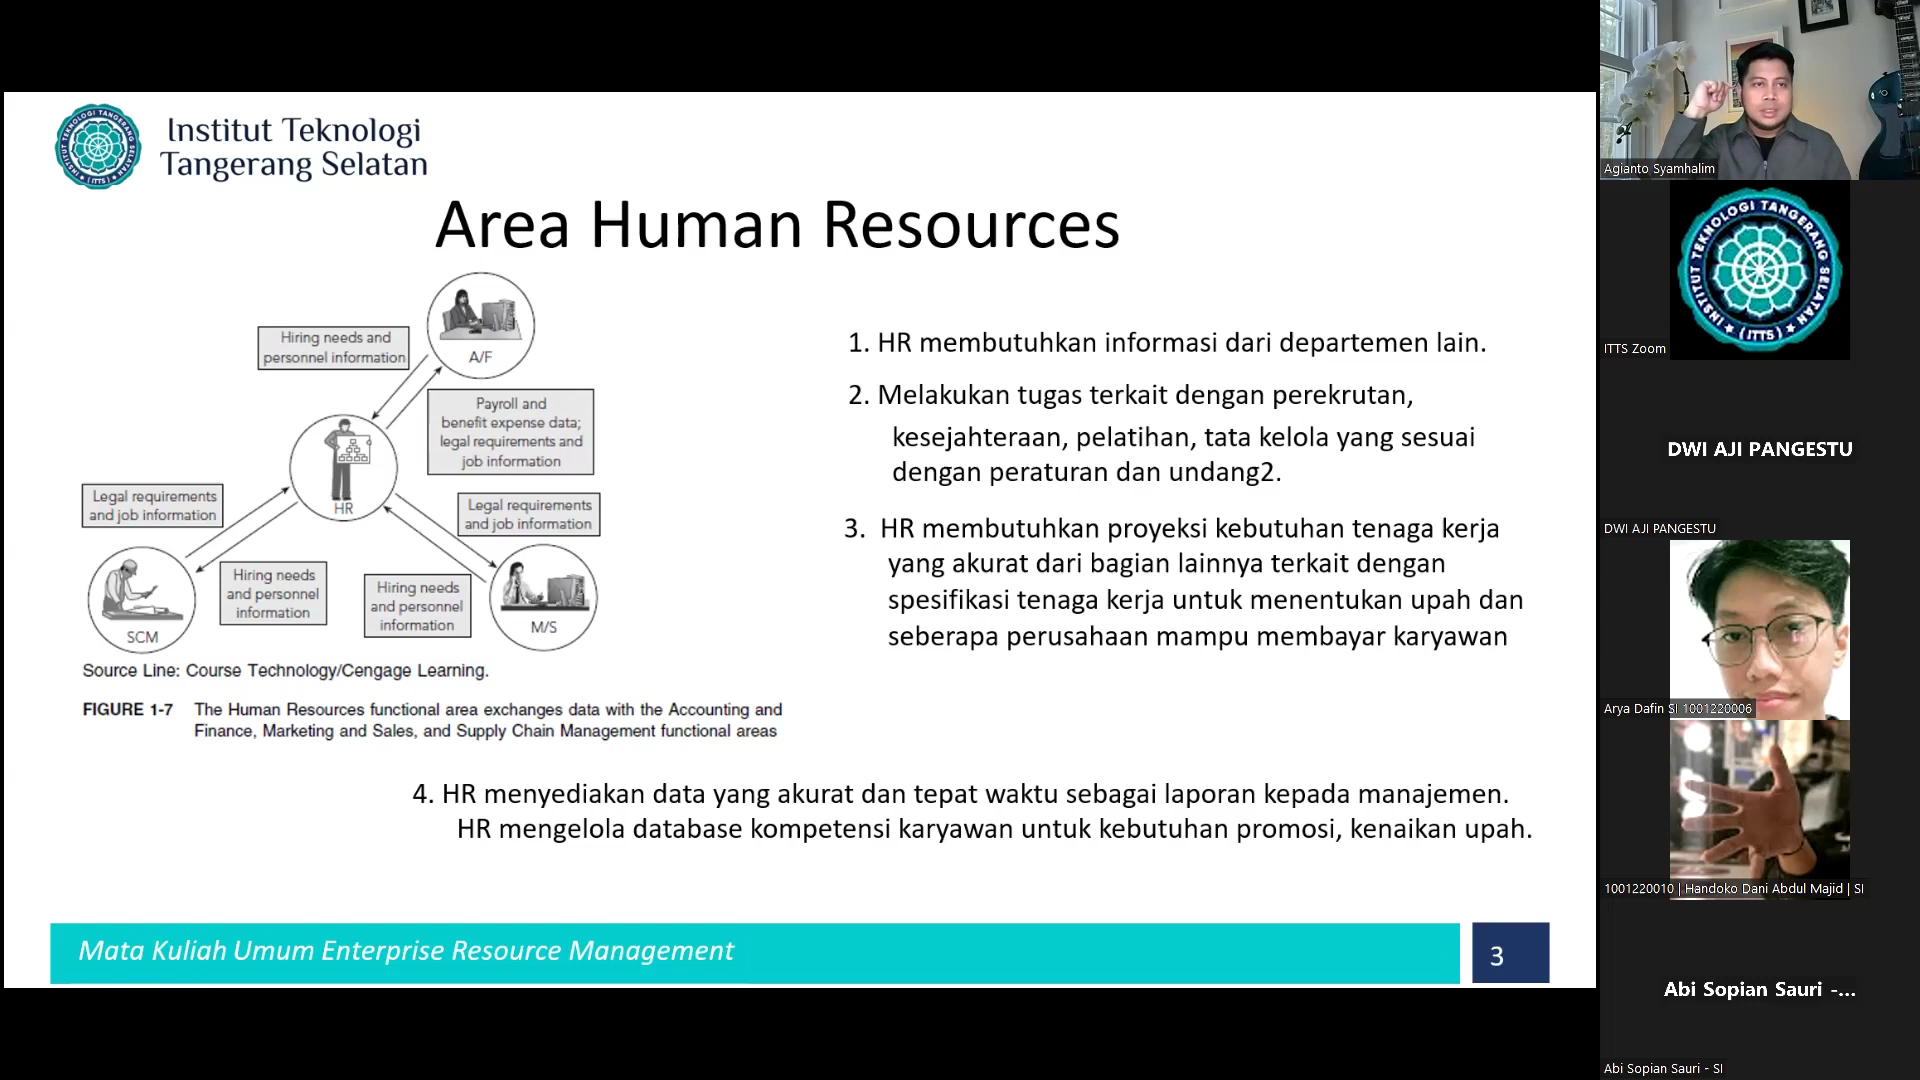 Institut Teknologi
Tangerang Selatan
Area Human Resources
A/F
Hiring needs and
personnel information
Payroll and
benefit expense data;
legal requirements and
job information
HR
Legal requirements
and job information
Legal requirements
and job information
SCM
Hiring needs
and personnel
information
Hiring needs
and personnel
information
M/S
Source Line: Course Technology/Cengage Learning.
FIGURE 1-7 The Human Resources functional area exchanges data with the Accounting and
Finance, Marketing and Sales, and Supply Chain Management functional areas
1. HR membutuhkan informasi dari departemen lain.
2. Melakukan tugas terkait dengan perekrutan,
kesejahteraan, pelatihan, tata kelola yang sesuai
dengan peraturan dan undang2.
3. HR membutuhkan proyeksi kebutuhan tenaga kerja
yang akurat dari bagian lainnya terkait dengan
spesifikasi tenaga kerja untuk menentukan upah dan
seberapa perusahaan mampu membayar karyawan
4. HR menyediakan data yang akurat dan tepat waktu sebagai laporan kepada manajemen.
HR mengelola database kompetensi karyawan untuk kebutuhan promosi, kenaikan upah.
Mata Kuliah Umum Enterprise Resource Management
3
Agianto Syamhalim
INSTITUT TEKNOLOGI TANGERANG SELATAN
(ITTS)
ITTS Zoom
DWI AJI PANGESTU
DWI AJI PANGESTU
Arya Dafin SI 1001220006
1001220010 | Handoko Dani Abdul Majid | SI
Abi Sopian Sauri -...
Abi Sopian Sauri - SI